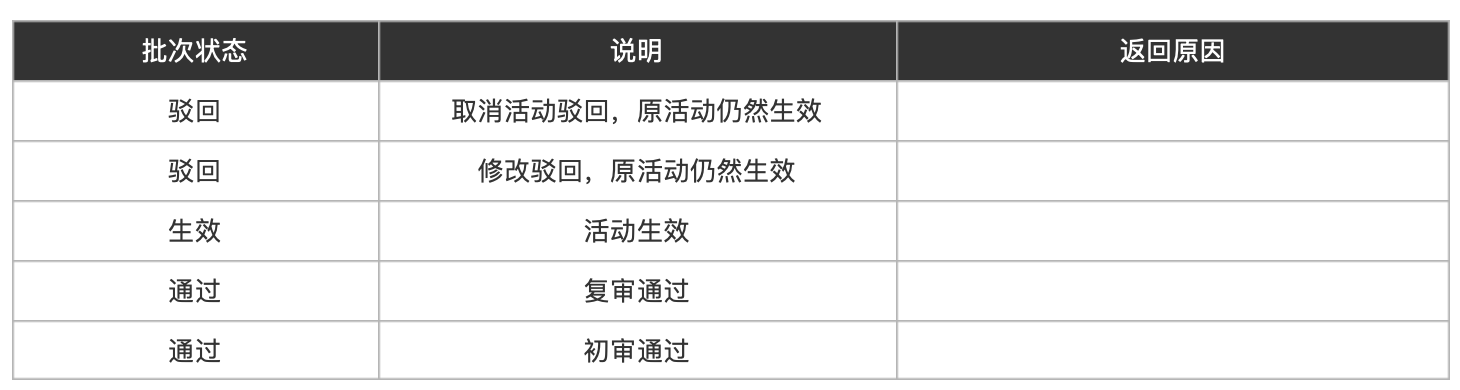 批次状态 说明 返回原因
驳回 取消活动驳回，原活动仍然生效
驳回 修改驳回，原活动仍然生效
生效 活动生效
通过 复审通过
通过 初审通过